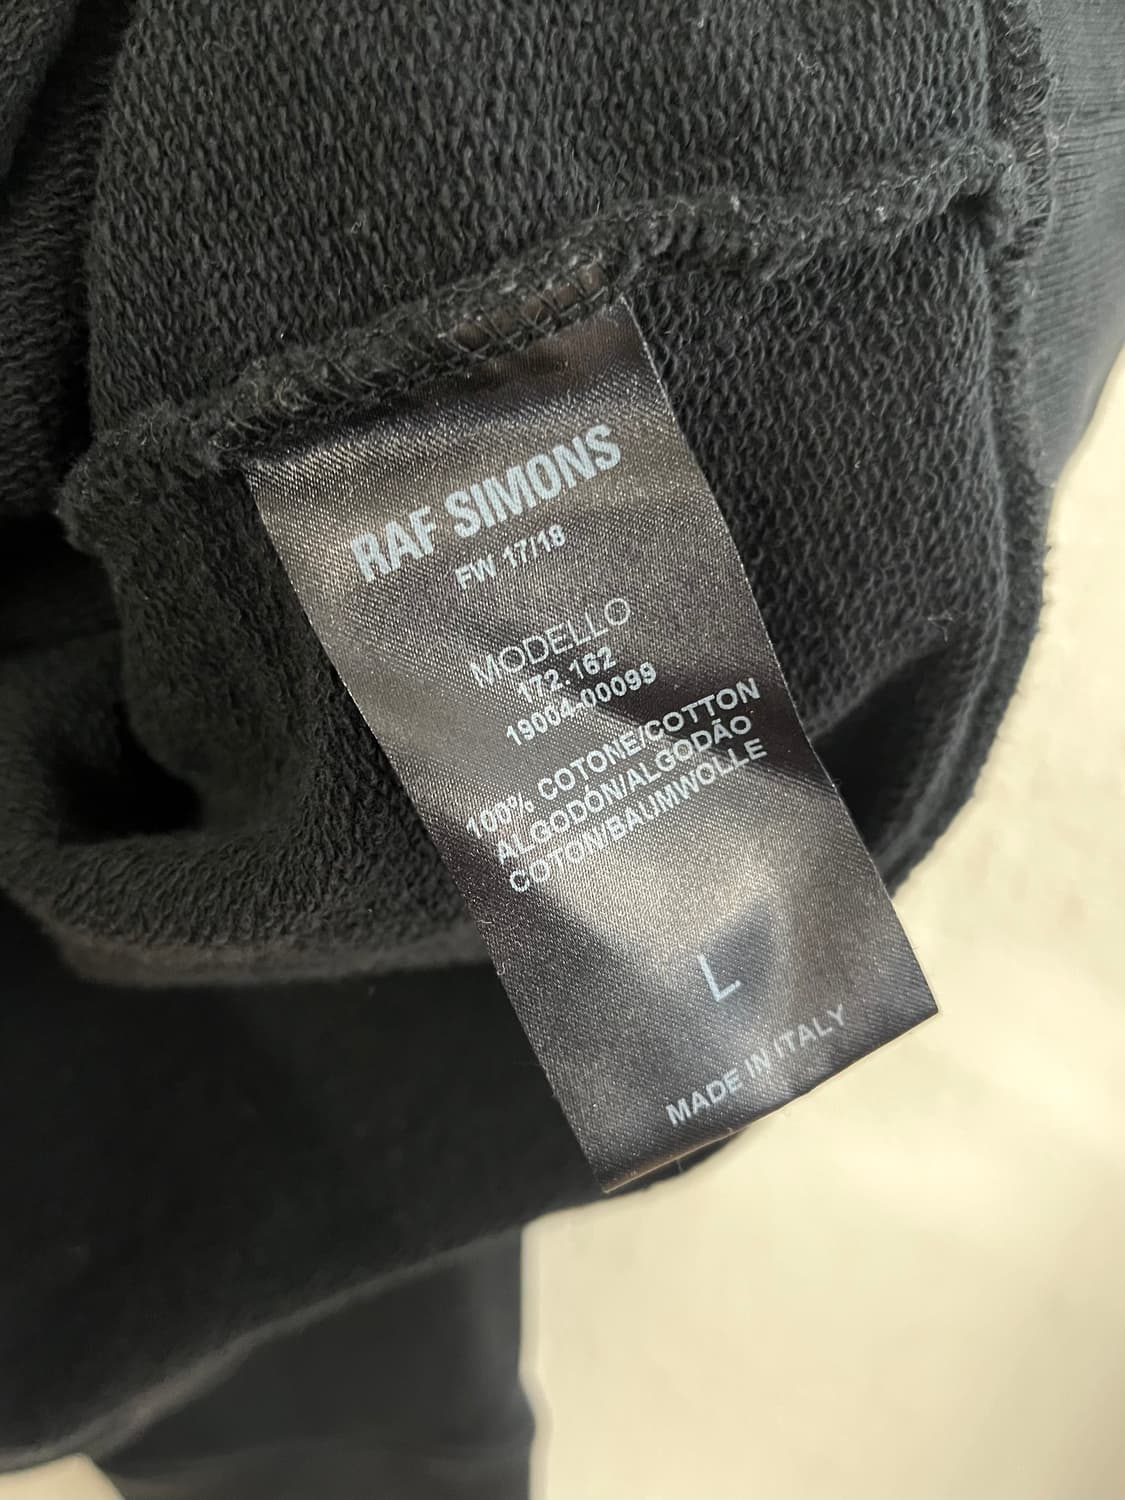 RAF SIMONS
FW 17/18
MODELLO
172.162
19004-00099
100% COTONE/COTTON
ALGODÓN/ALGODÃO
COTON/BAUMWOLLE
L
MADE IN ITALY